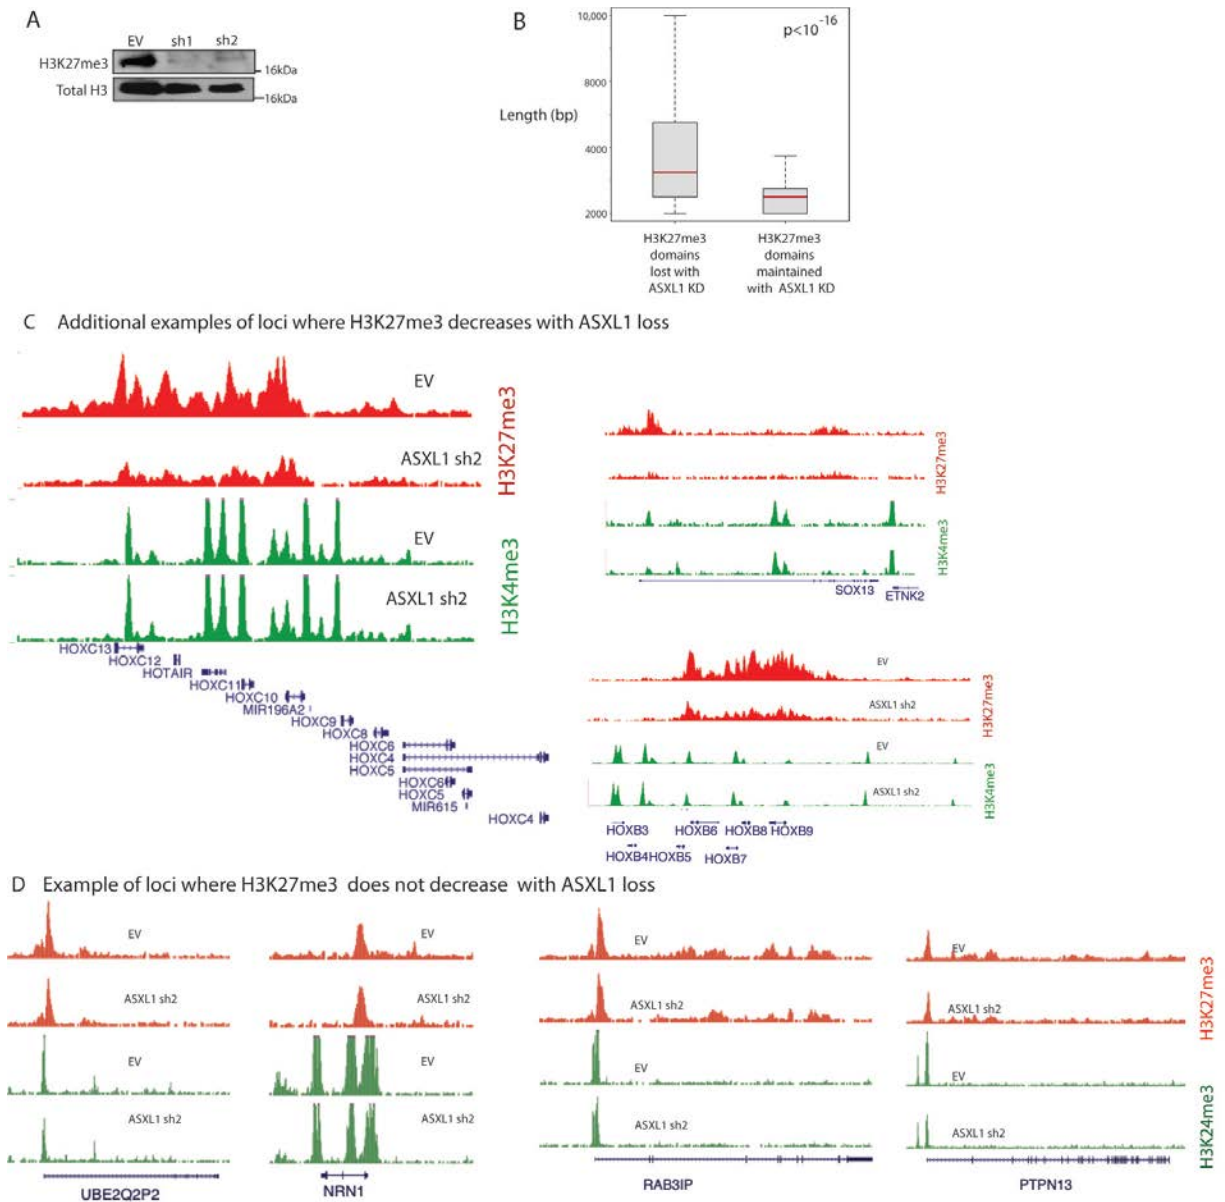 A
EV sh1 sh2
H3K27me3
16kDa
Total H3
16kDa
B
10,000
p<10-16
8000
Length (bp)
4000
2000
H3K27me3
domains
lost with
ASXL1 KD
H3K27me3
domains
maintained
with ASXL1 KD
C Additional examples of loci where H3K27me3 decreases with ASXL1 loss
EV
ASXL1 sh2
H3K27me3
EV
ASXL1 sh2
H3K4me3
HOXC13
HOXC12
HOTAIR
HOXC11
HOXC10
MIR196A2
HOXC9
HOXC8
HOXC6
HOXC4
HOXC5
HOXC6
HOXC5
MIR615
HOXC4
H3K27me3
H3K4me3
SOX13
ETNK2
EV
ASXL1 sh2
H3K27me3
EV
ASXL1 sh2
H3K4me3
HOXB3 HOXB6 HOXB8 HOXB9
HOXB4 HOXB5 HOXB7
D Example of loci where H3K27me3 does not decrease with ASXL1 loss
EV
ASXL1 sh2
EV
ASXL1 sh2
UBE2Q2P2
EV
ASXL1 sh2
EV
ASXL1 sh2
NRN1
EV
ASXL1 sh2
EV
ASXL1 sh2
RAB3IP
EV
ASXL1 sh2
EV
ASXL1 sh2
PTPN13
H3K27me3
H3K24me3